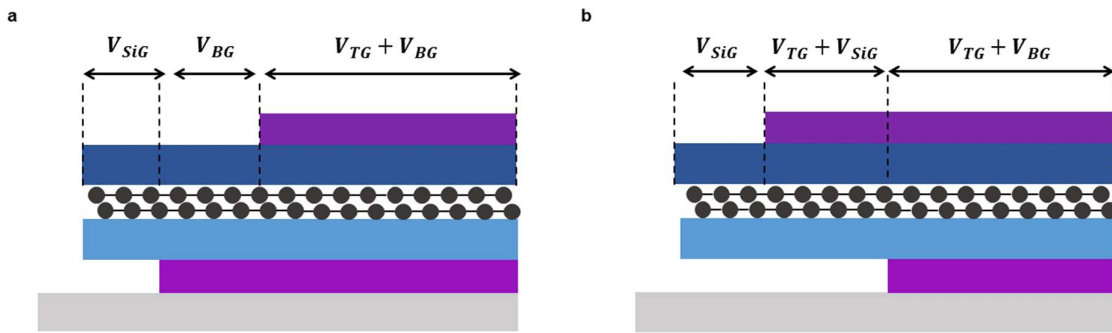 a
V_SiG V_BG V_TG + V_BG
b
V_SiG V_TG + V_SiG V_TG + V_BG